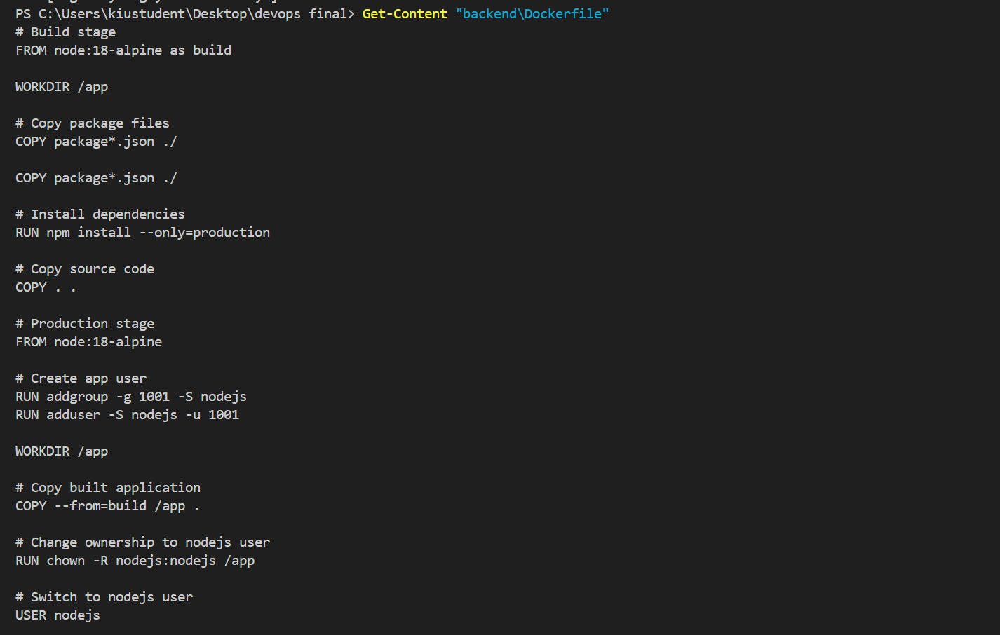 PS C:\Users\kiustudent\Desktop\devops final> Get-Content "backend\Dockerfile"
# Build stage
FROM node:18-alpine as build
WORKDIR /app
# Copy package files
COPY package*.json ./
COPY package*.json ./
# Install dependencies
RUN npm install --only=production
# Copy source code
COPY . .
# Production stage
FROM node:18-alpine
# Create app user
RUN addgroup -g 1001 -S nodejs
RUN adduser -S nodejs -u 1001
WORKDIR /app
# Copy built application
COPY --from=build /app .
# Change ownership to nodejs user
RUN chown -R nodejs:nodejs /app
# Switch to nodejs user
USER nodejs